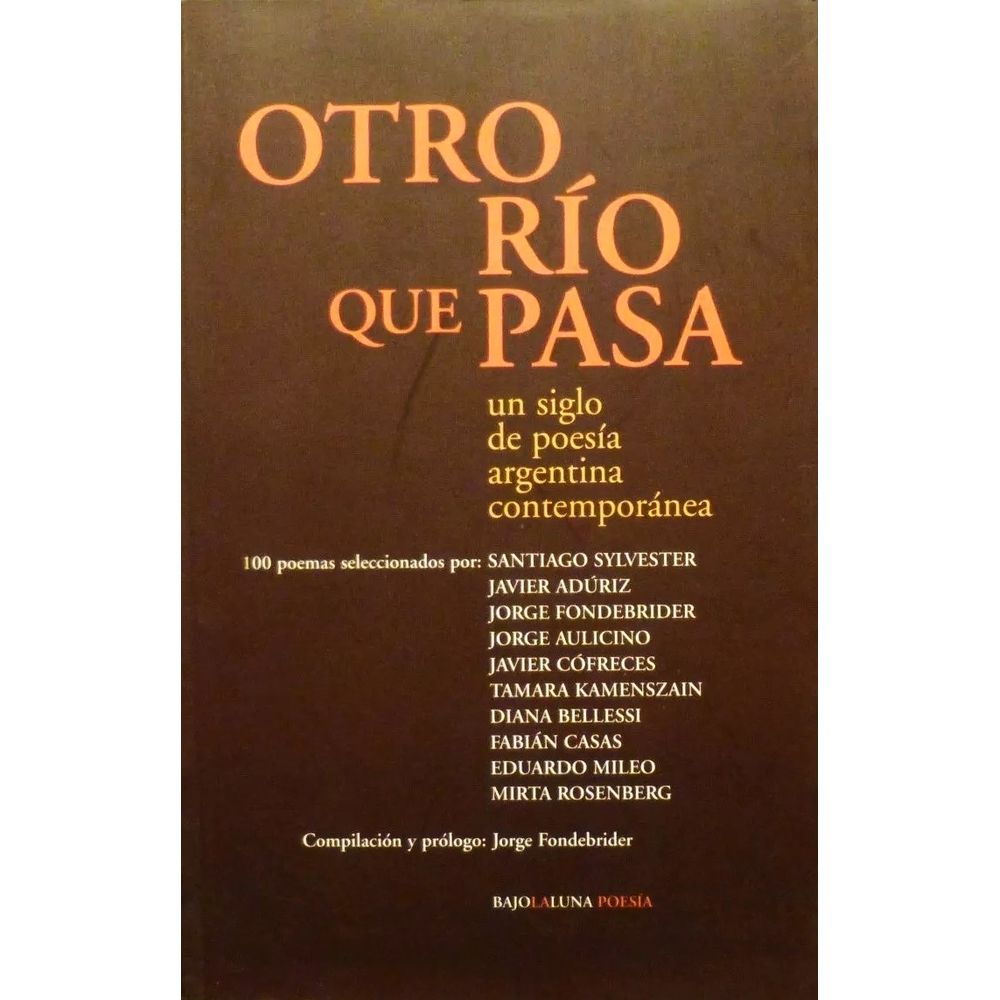 OTRO
RÍO
QUE PASA
un siglo
de poesía
argentina
contemporánea
100 poemas seleccionados por: SANTIAGO SYLVESTER
JAVIER ADÚRIZ
JORGE FONDEBRIDER
JORGE AULICINO
JAVIER CÓFRECES
TAMARA KAMENSZAIN
DIANA BELLESSI
FABIÁN CASAS
EDUARDO MILEO
MIRTA ROSENBERG
Compilación y prólogo: Jorge Fondebrider
BAJOLALUNA POESÍA